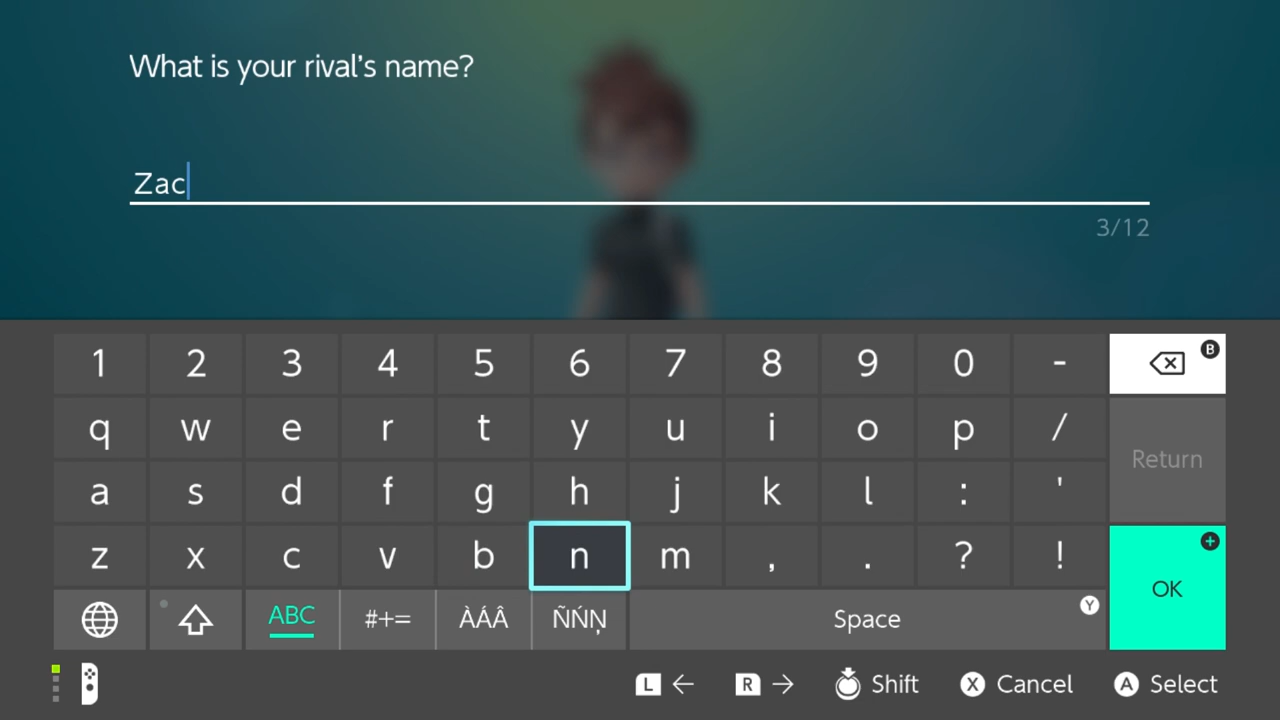 What is your rival's name?
Zac
3/12
1 2 3 4 5 6 7 8 9 0 - B
q w e r t y u i o p /
Return
a s d f g h j k l : '
z x c v b n m , . ? ! +
OK
ABC #+= ÀÁÂ ÑŃŅ Space Y
L ← R → Shift X Cancel A Select